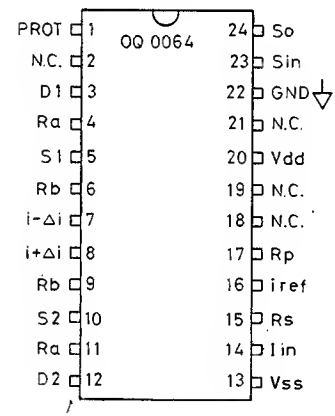 OQ 0064
PROT 1
N.C. 2
D1 3
Ra 4
S1 5
Rb 6
i-Δi 7
i+Δi 8
Rb 9
S2 10
Ra 11
D2 12
24 So
23 Sin
22 GND
21 N.C.
20 Vdd
19 N.C.
18 N.C.
17 Rp
16 iref
15 Rs
14 Iin
13 Vss